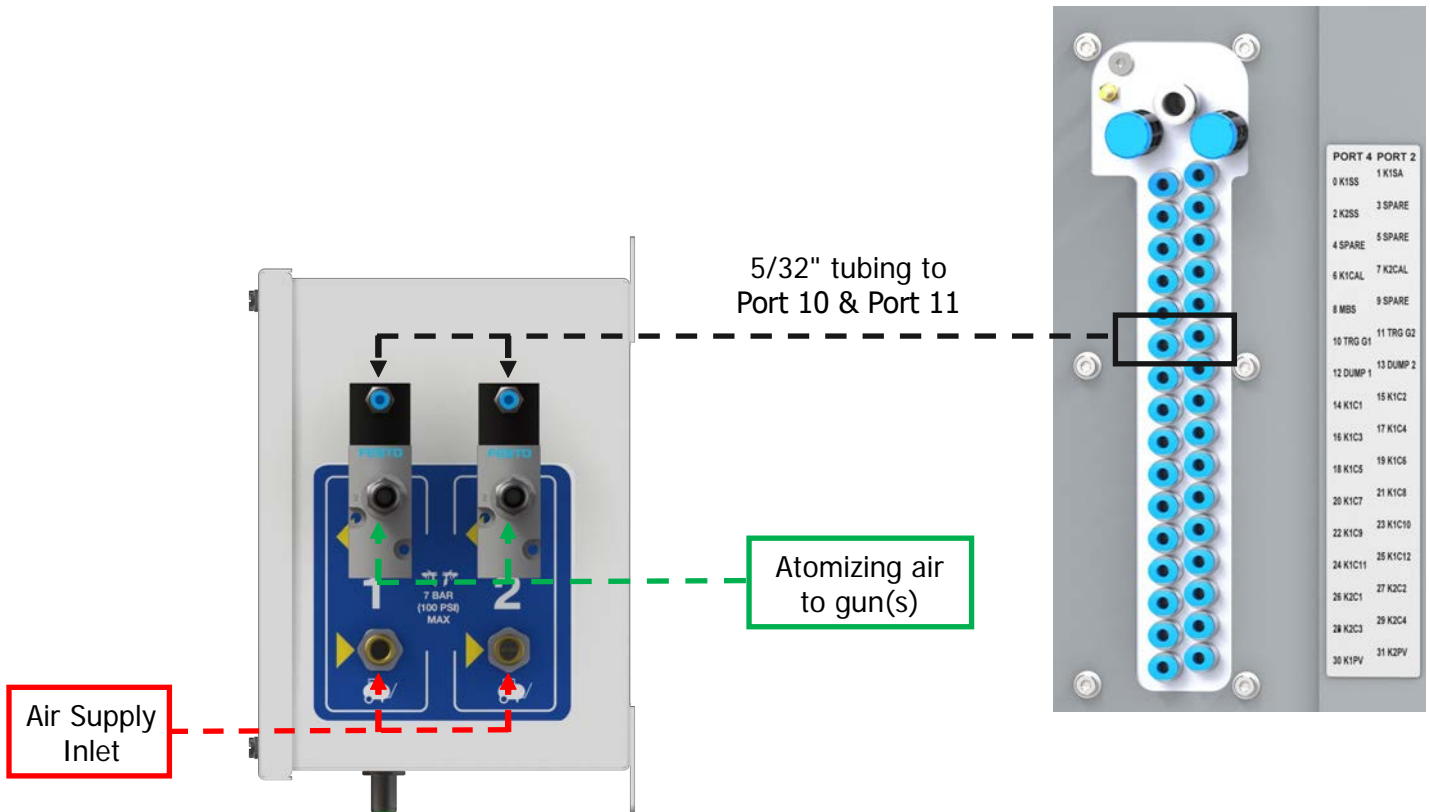 5/32" tubing to
Port 10 & Port 11
FESTO
FESTO
2
1
7 BAR
(100 PSI)
MAX
2
Atomizing air
to gun(s)
Air Supply
Inlet
PORT 4 PORT 2
0 K1SS 1 K1SA
2 K2SS 3 SPARE
4 SPARE 5 SPARE
6 K1CAL 7 K2CAL
8 MBS 9 SPARE
10 TRG G1 11 TRG G2
12 DUMP 1 13 DUMP 2
14 K1C1 15 K1C2
16 K1C3 17 K1C4
18 K1C5 19 K1C6
20 K1C7 21 K1C8
22 K1C9 23 K1C10
24 K1C11 25 K1C12
26 K2C1 27 K2C2
28 K2C3 29 K2C4
30 K1PV 31 K2PV